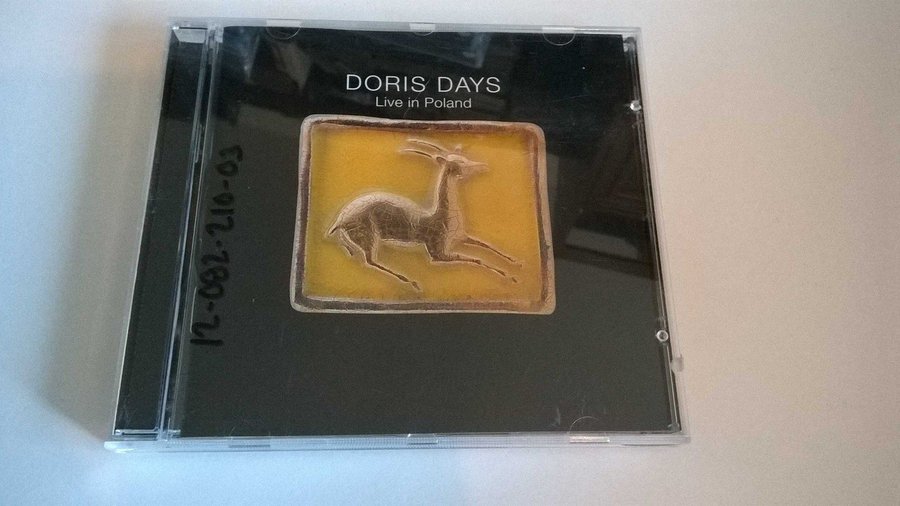 DORIS DAYS
Live in Poland
12-082-210-03